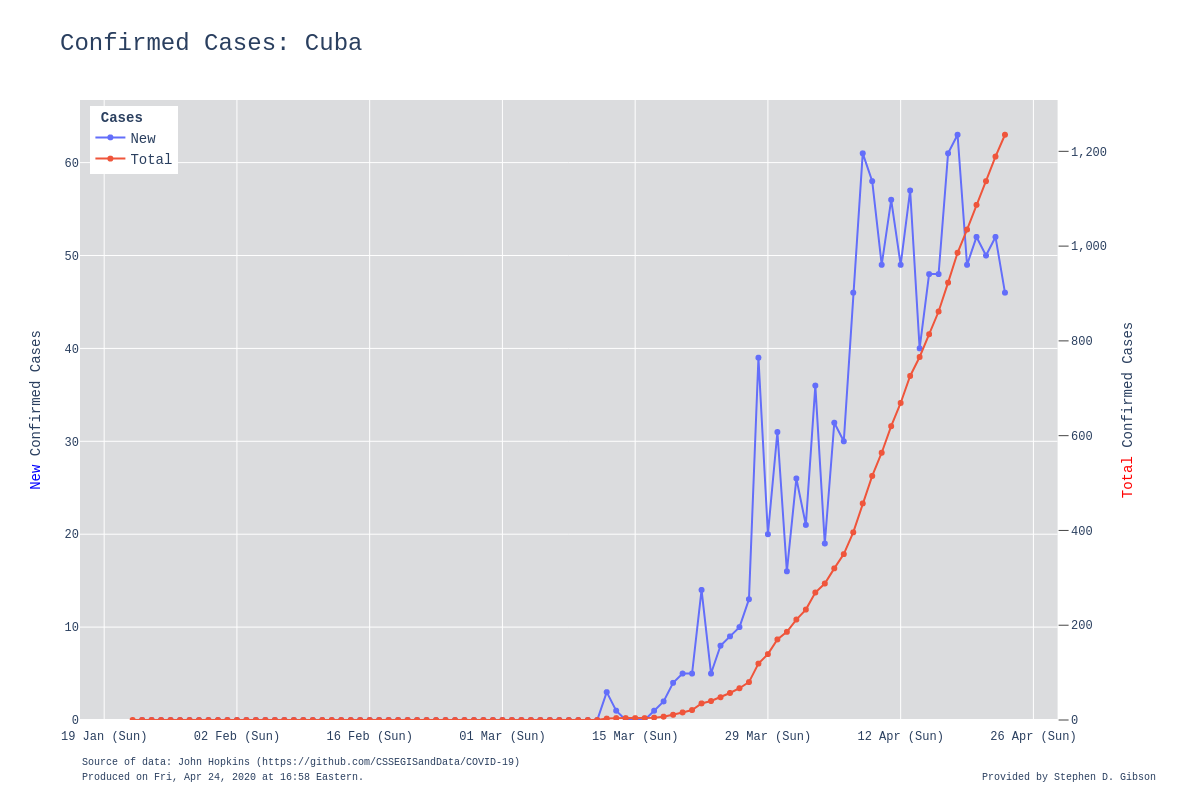 Confirmed Cases: Cuba
Cases
New
Total
60
50
40
30
20
10
0
1,200
1,000
800
600
400
200
0
New Confirmed Cases
Total Confirmed Cases
19 Jan (Sun)
02 Feb (Sun)
16 Feb (Sun)
01 Mar (Sun)
15 Mar (Sun)
29 Mar (Sun)
12 Apr (Sun)
26 Apr (Sun)
Source of data: John Hopkins (https://github.com/CSSEGISandData/COVID-19)
Produced on Fri, Apr 24, 2020 at 16:58 Eastern.
Provided by Stephen D. Gibson